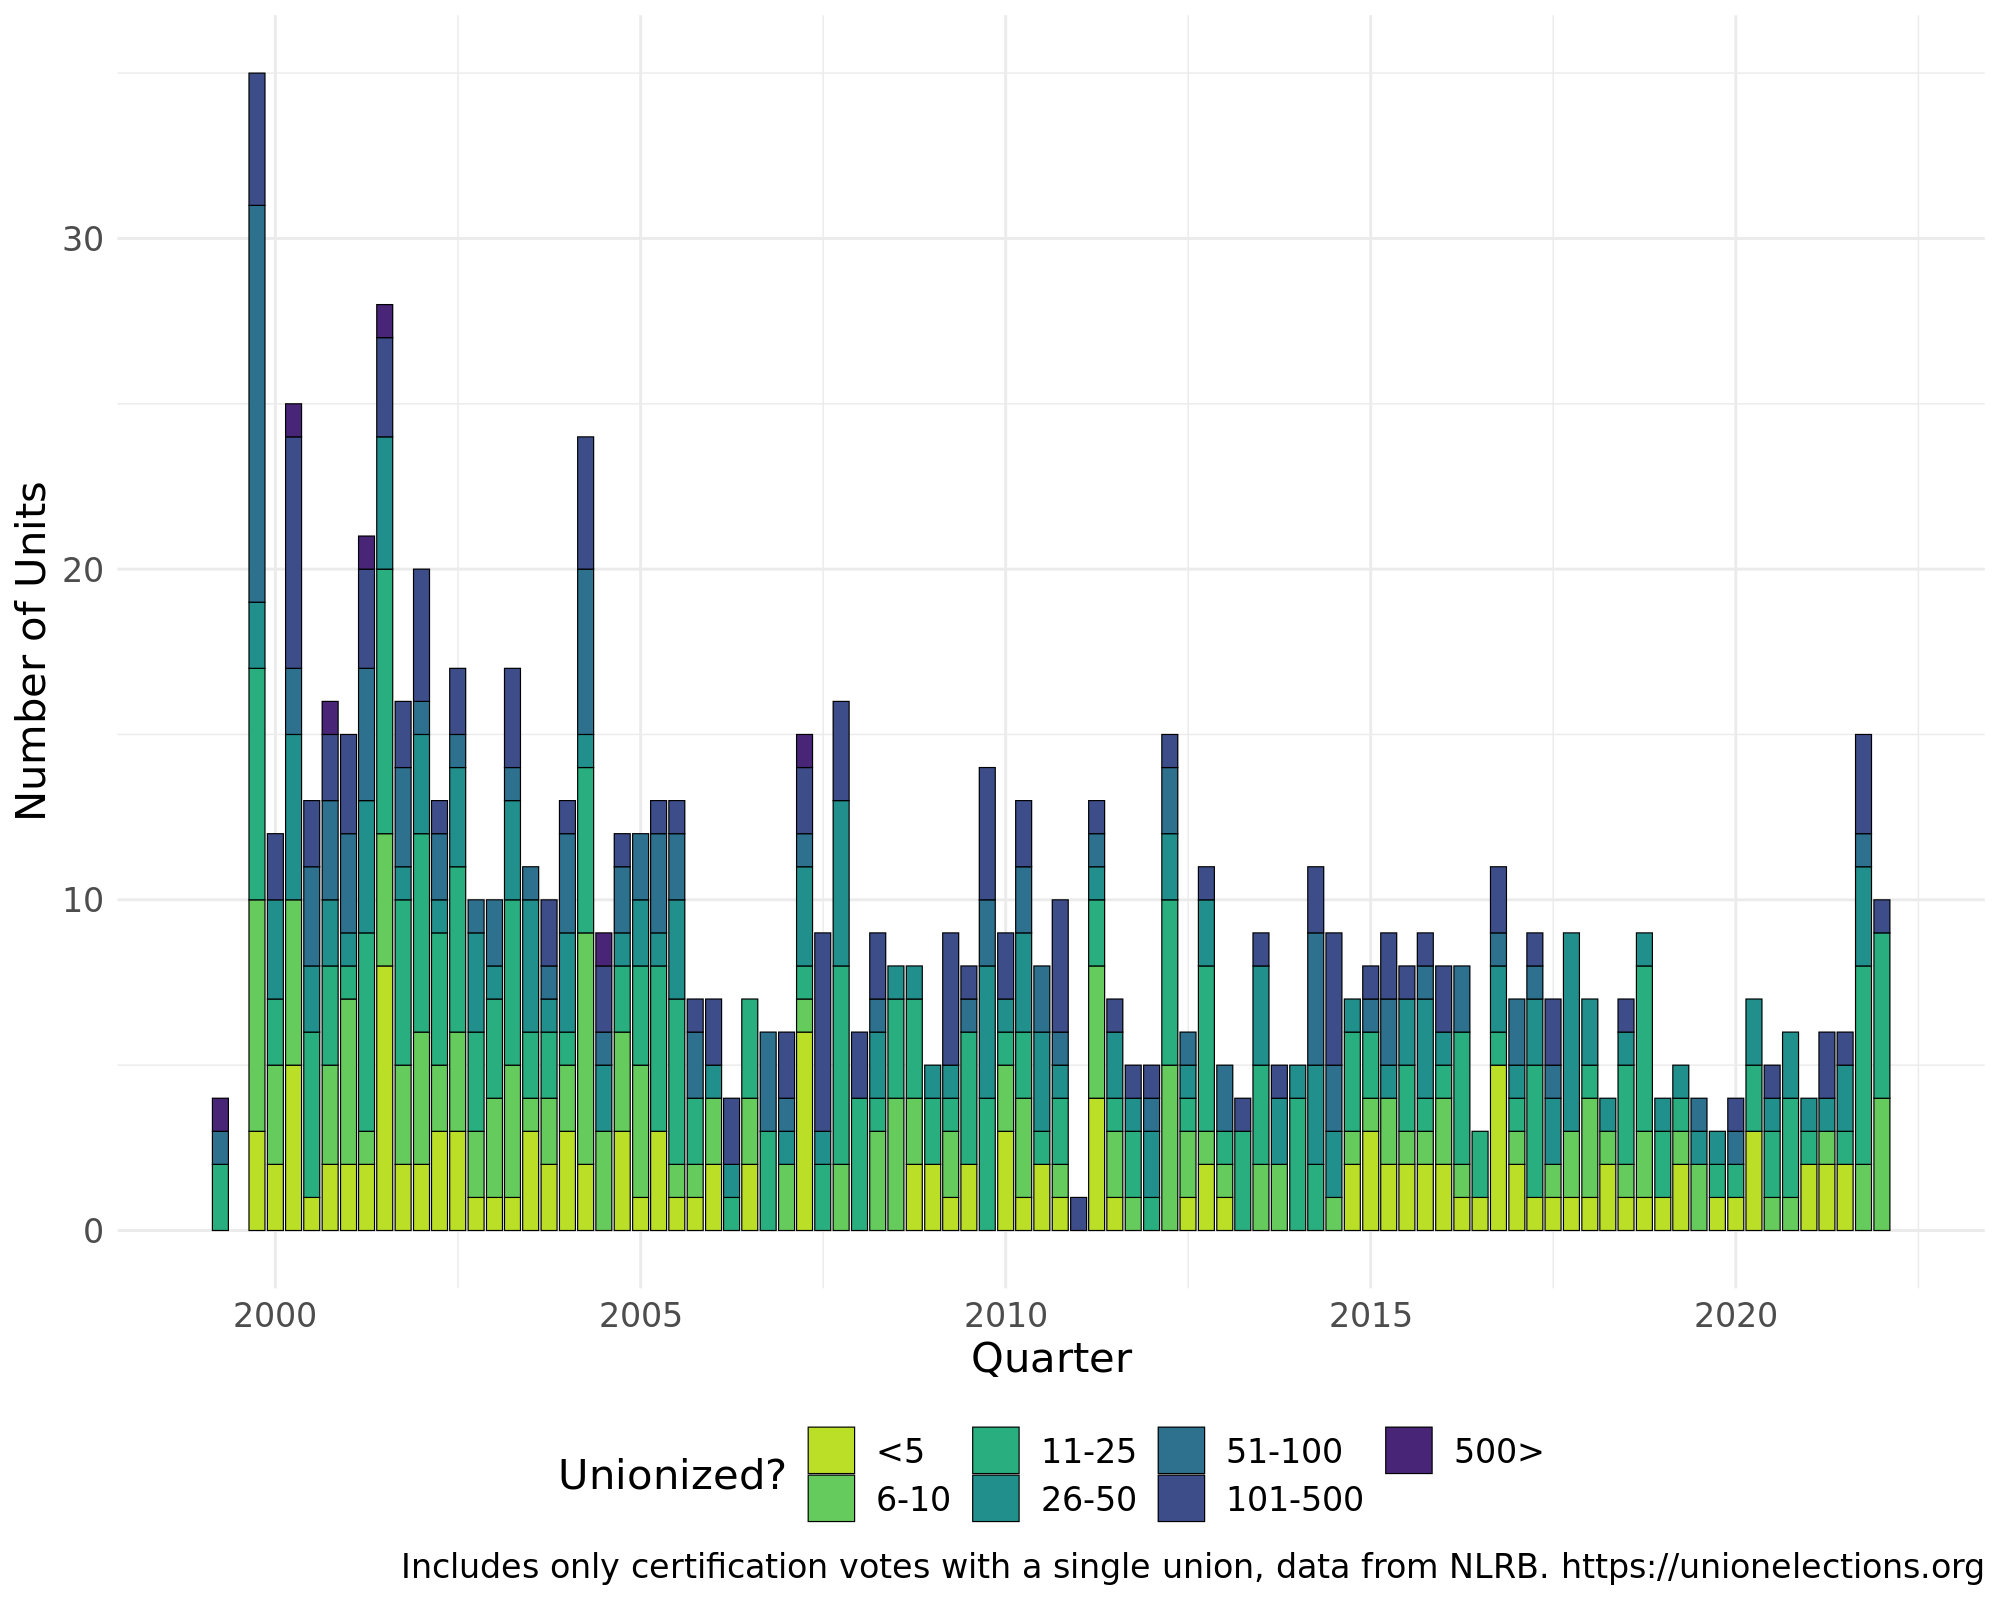 30
20
10
0
Number of Units
2000 2005 2010 2015 2020
Quarter
Unionized?
<5 11-25 51-100 500>
6-10 26-50 101-500
Includes only certification votes with a single union, data from NLRB. https://unionelections.org